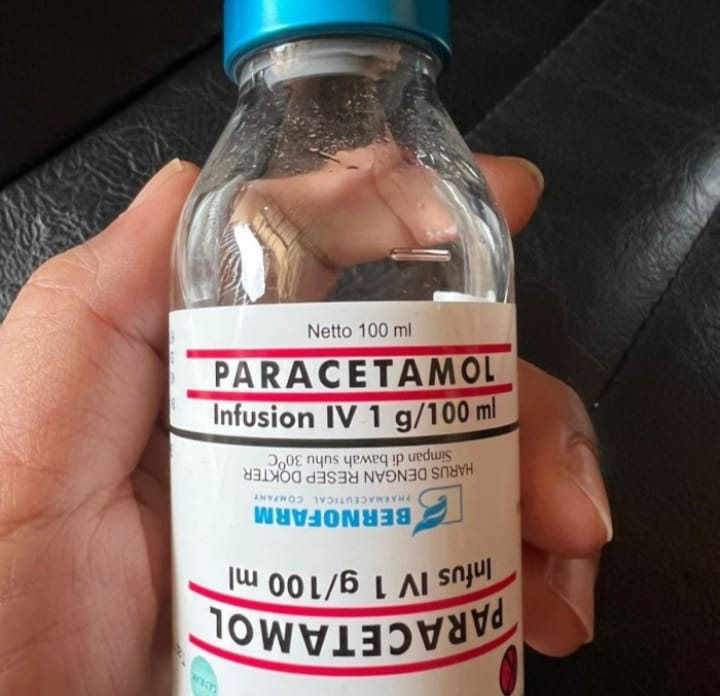 Netto 100 ml
PARACETAMOL
Infusion IV 1 g/100 ml
PARACETAMOL
Infus IV 1 g/100 ml
BERNOFARM
PHARMACEUTICAL COMPANY
HARUS DENGAN RESEP DOKTER
Simpan di bawah suhu 30°C